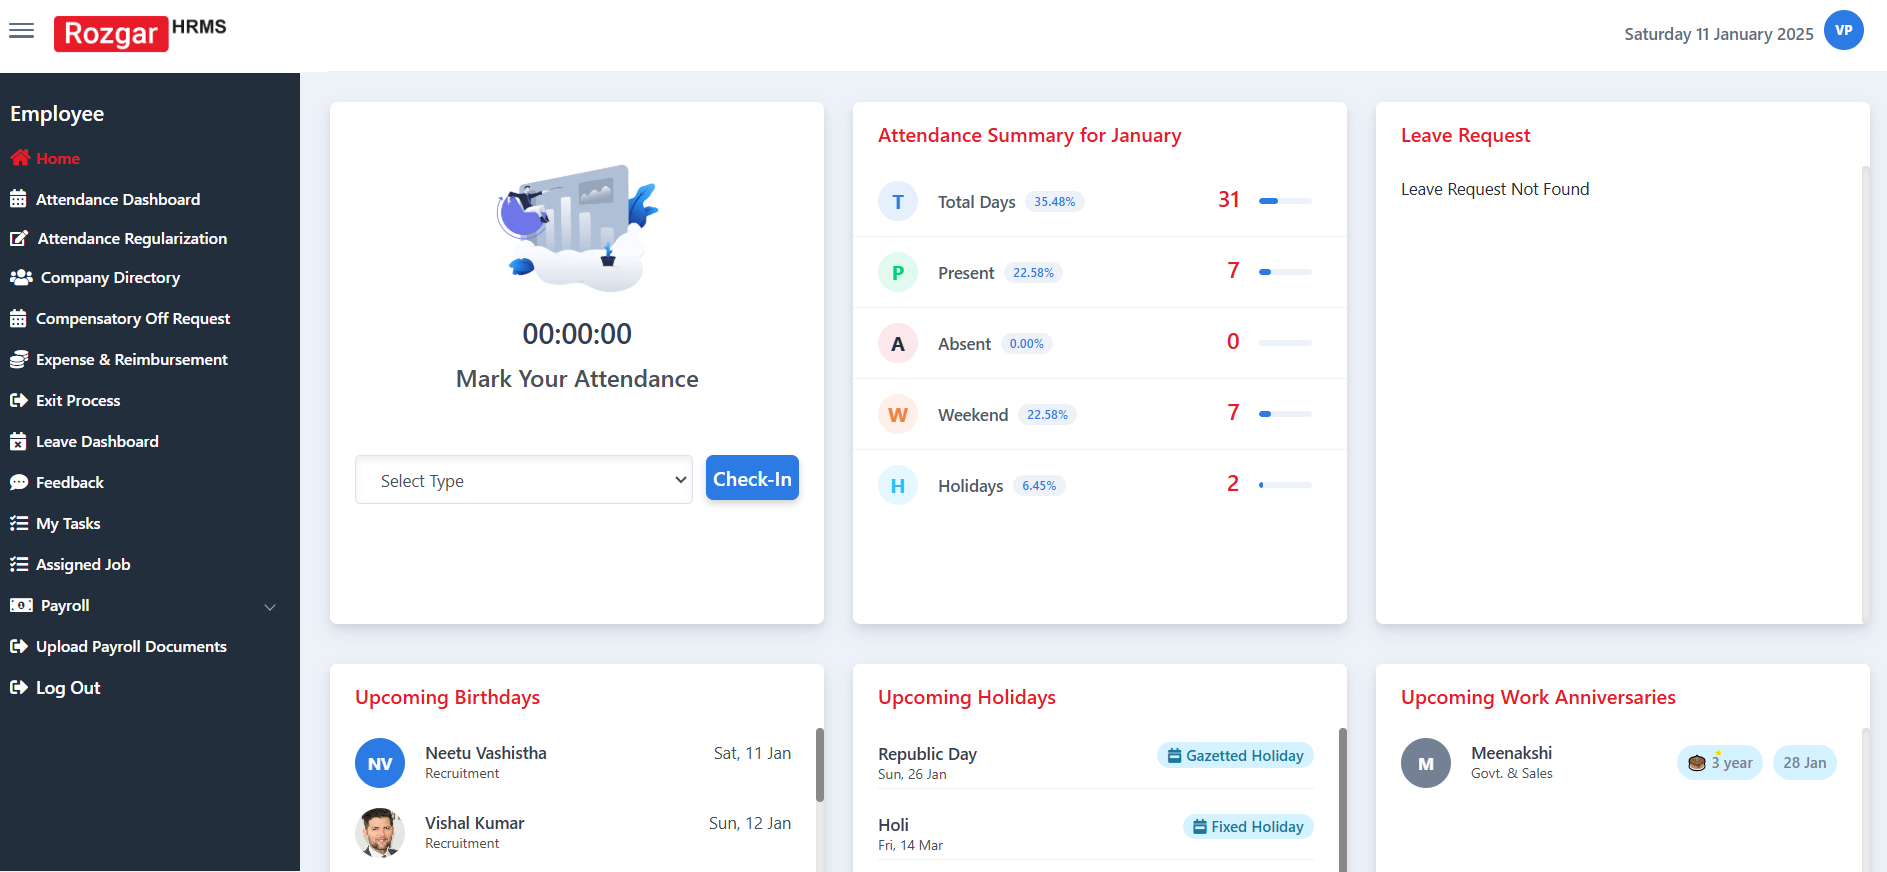 Rozgar HRMS
Saturday 11 January 2025
VP
Employee
Home
Attendance Dashboard
Attendance Regularization
Company Directory
Compensatory Off Request
Expense & Reimbursement
Exit Process
Leave Dashboard
Feedback
My Tasks
Assigned Job
Payroll
Upload Payroll Documents
Log Out
00:00:00
Mark Your Attendance
Select Type
Check-In
Attendance Summary for January
T Total Days 35.48% 31
P Present 22.58% 7
A Absent 0.00% 0
W Weekend 22.58% 7
H Holidays 6.45% 2
Leave Request
Leave Request Not Found
Upcoming Birthdays
NV Neetu Vashistha Sat, 11 Jan
Recruitment
Vishal Kumar Sun, 12 Jan
Recruitment
Upcoming Holidays
Republic Day Gazetted Holiday
Sun, 26 Jan
Holi Fixed Holiday
Fri, 14 Mar
Upcoming Work Anniversaries
M Meenakshi 3 year 28 Jan
Govt. & Sales